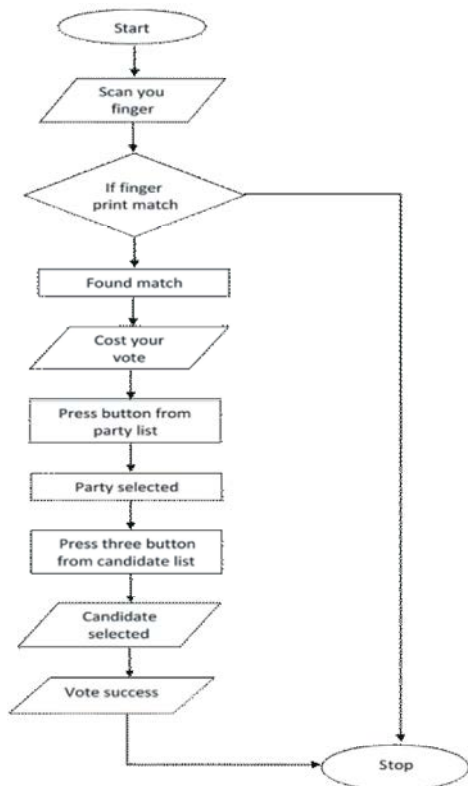 Start
Scan you
finger
If finger
print match
Found match
Cost your
vote
Press button from
party list
Party selected
Press three button
from candidate list
Candidate
selected
Vote success
Stop